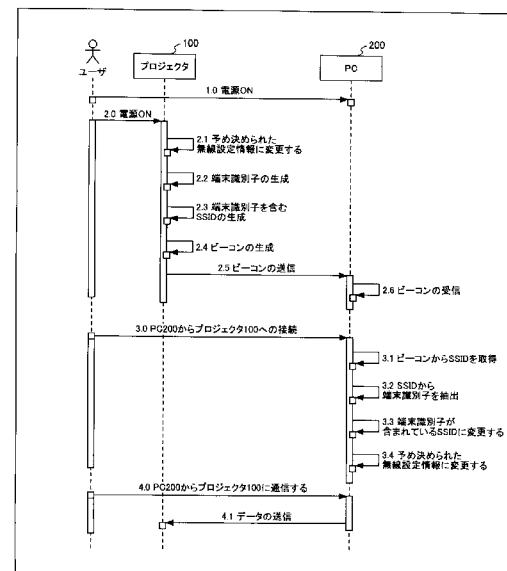 100
200
プロジェクタ
PC
ユーザ
1.0 電源ON
2.0 電源ON
2.1 予め決められた
無線設定情報に変更する
2.2 端末識別子の生成
2.3 端末識別子を含む
SSIDの生成
2.4 ビーコンの生成
2.5 ビーコンの送信
2.6 ビーコンの受信
3.0 PC200からプロジェクタ100への接続
3.1 ビーコンからSSIDを取得
3.2 SSIDから
端末識別子を抽出
3.3 端末識別子が
含まれているSSIDに変更する
3.4 予め決められた
無線設定情報に変更する
4.0 PC200からプロジェクタ100に通信する
4.1 データの送信